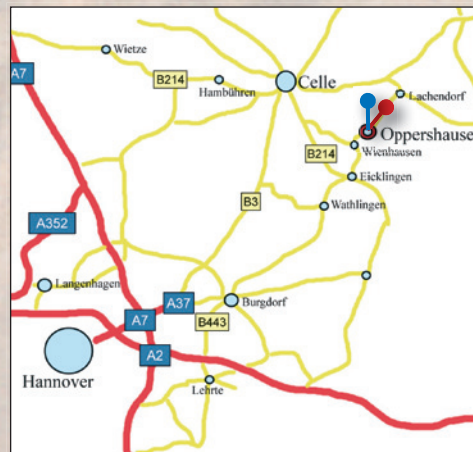 Wietze
A7
B214
Hambühren
Celle
Lachendorf
Oppershause
B214
Wienhausen
Eicklingen
B3
Wathlingen
A352
Langenhagen
A37
Burgdorf
A7
B443
A2
Hannover
Lehrte